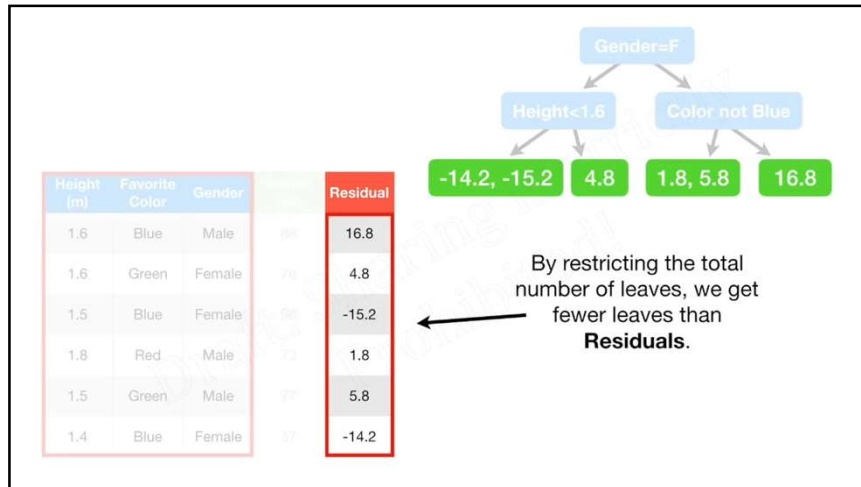 Gender=F
Height<1.6
Color not Blue
-14.2, -15.2
4.8
1.8, 5.8
16.8
Height (m)
Favorite Color
Gender
Residual
1.6 Blue Male 16.8
1.6 Green Female 4.8
1.5 Blue Female -15.2
1.8 Red Male 1.8
1.5 Green Male 5.8
1.4 Blue Female -14.2
By restricting the total
number of leaves, we get
fewer leaves than
Residuals.